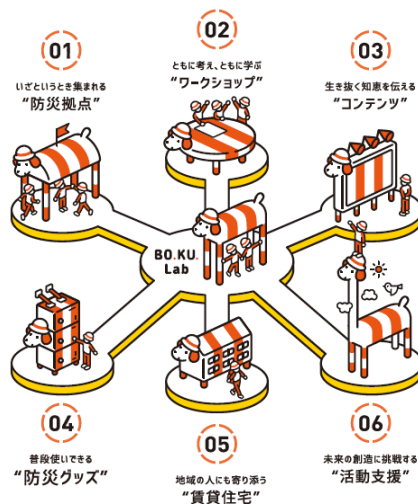 01
いざというとき集まれる
“防災拠点”
02
ともに考え、ともに学ぶ
“ワークショップ”
03
生き抜く知恵を伝える
“コンテンツ”
BO.KU.
Lab
04
普段使いできる
“防災グッズ”
05
地域の人にも寄り添う
“賃貸住宅”
06
未来の創造に挑戦する
“活動支援”